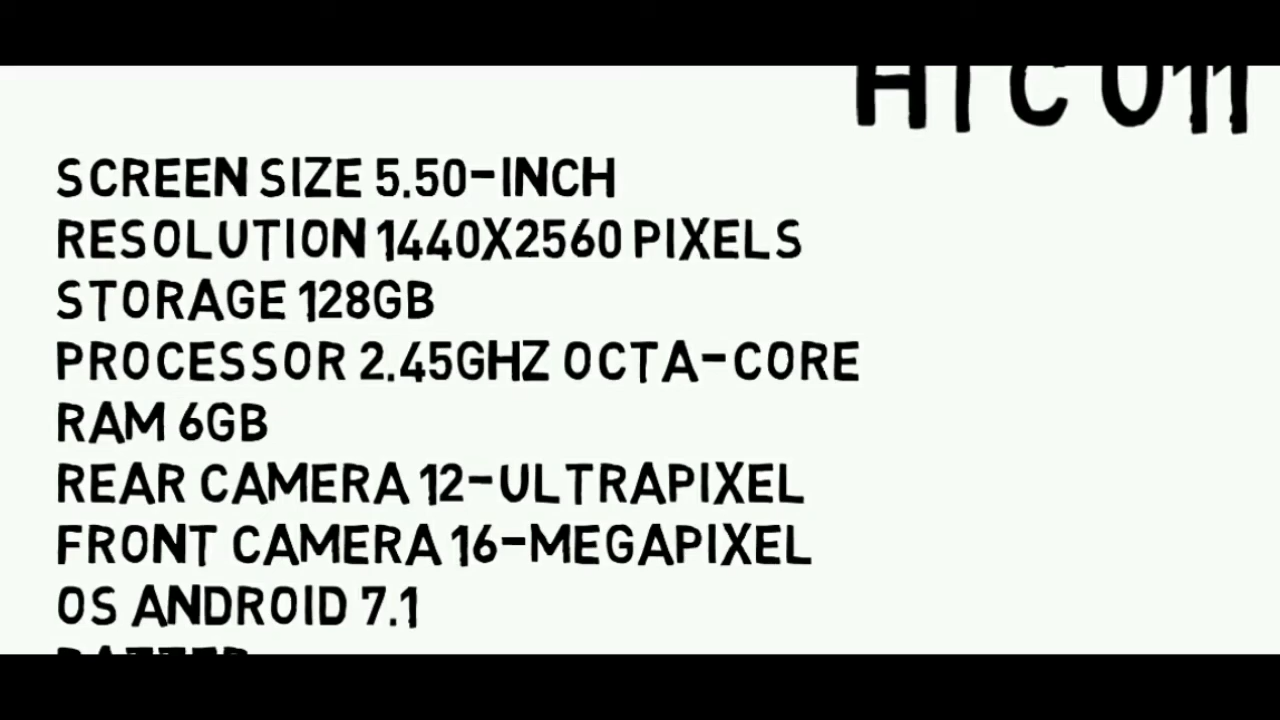 HTC U11
SCREEN SIZE 5.50-INCH
RESOLUTION 1440X2560 PIXELS
STORAGE 128GB
PROCESSOR 2.45GHZ OCTA-CORE
RAM 6GB
REAR CAMERA 12-ULTRAPIXEL
FRONT CAMERA 16-MEGAPIXEL
OS ANDROID 7.1